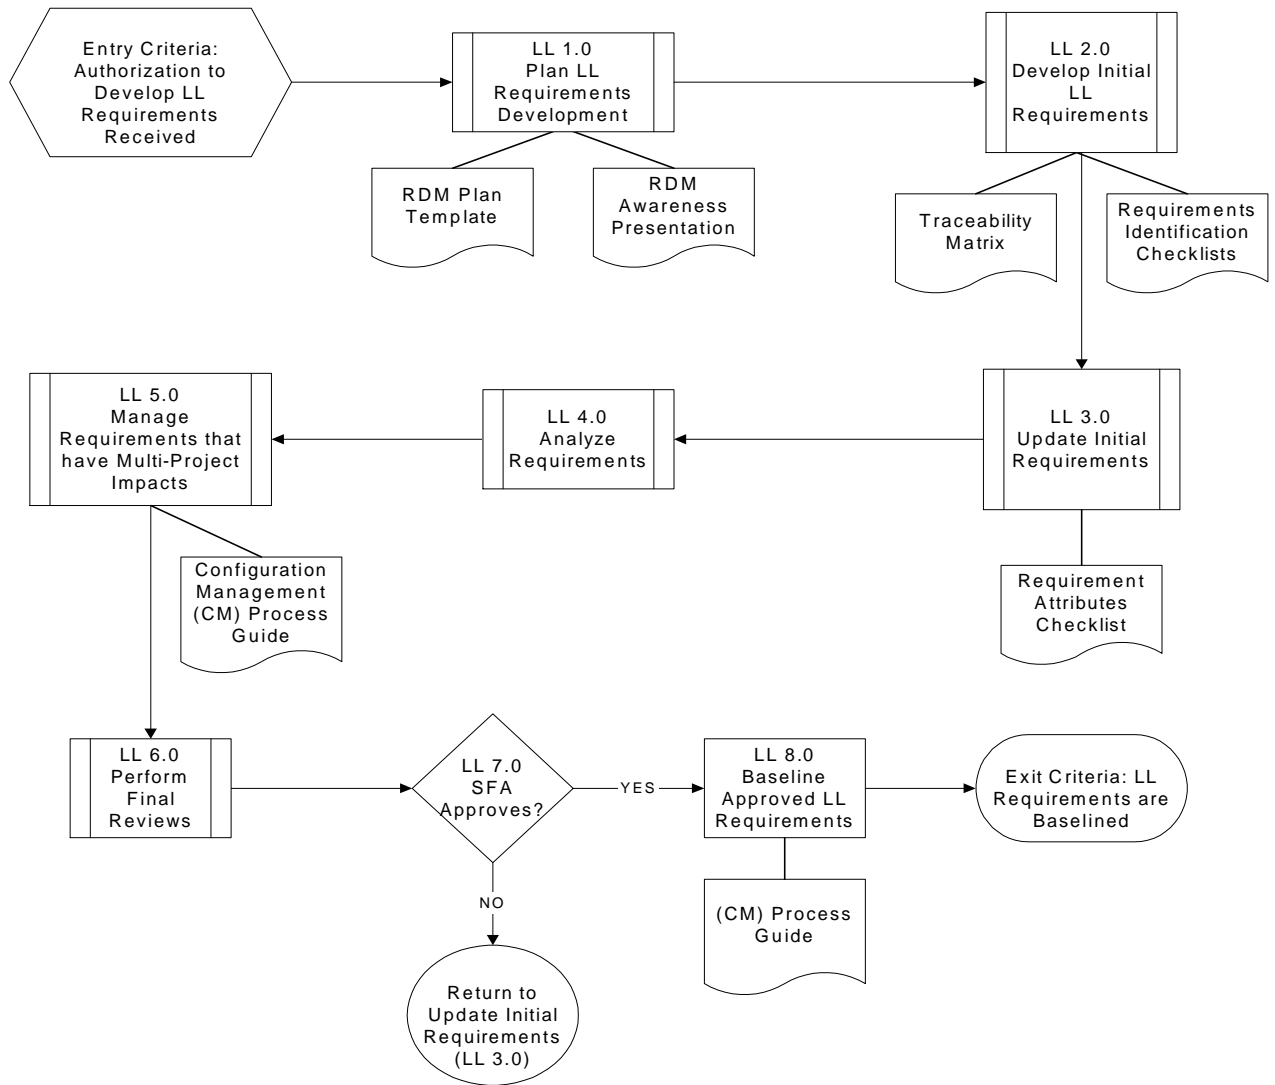 Entry Criteria:
Authorization to
Develop LL
Requirements
Received
LL 1.0
Plan LL
Requirements
Development
LL 2.0
Develop Initial
LL
Requirements
RDM Plan
Template
RDM
Awareness
Presentation
Traceability
Matrix
Requirements
Identification
Checklists
LL 5.0
Manage
Requirements that
have Multi-Project
Impacts
LL 4.0
Analyze
Requirements
LL 3.0
Update Initial
Requirements
Configuration
Management
(CM) Process
Guide
Requirement
Attributes
Checklist
LL 6.0
Perform
Final
Reviews
LL 7.0
SFA
Approves?
YES
LL 8.0
Baseline
Approved LL
Requirements
Exit Criteria: LL
Requirements are
Baselined
NO
(CM) Process
Guide
Return to
Update Initial
Requirements
(LL 3.0)